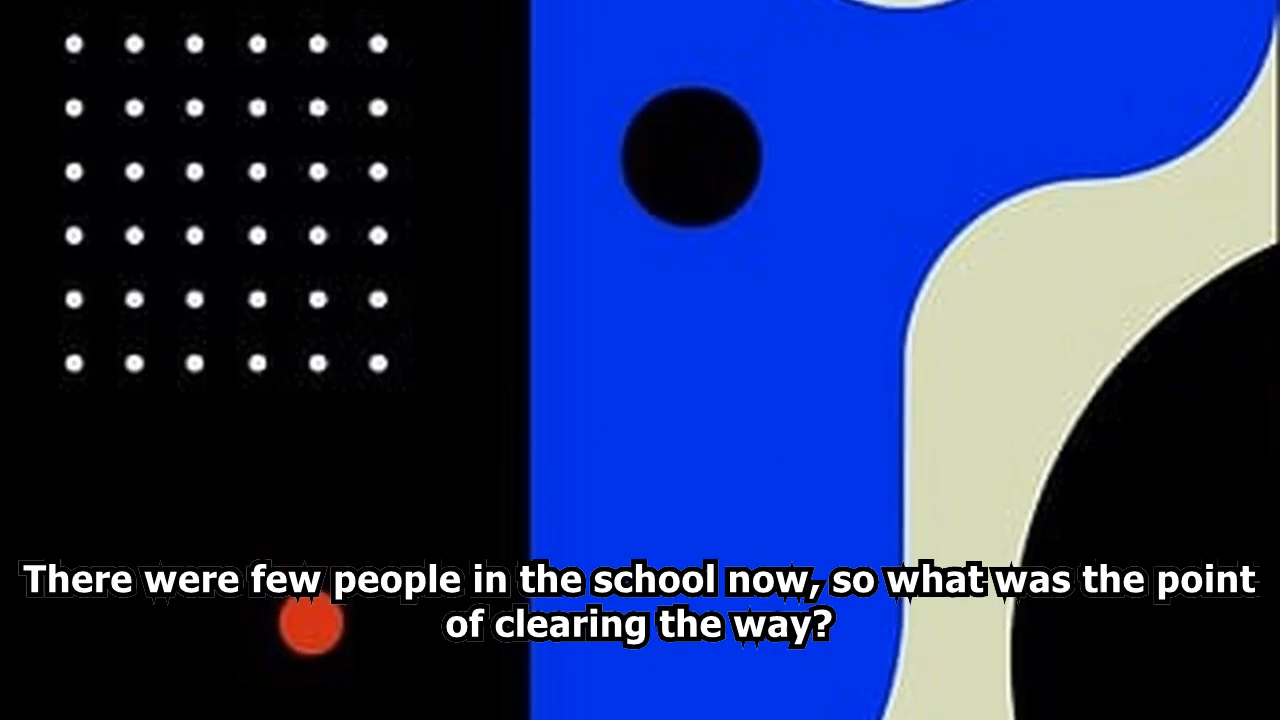 There were few people in the school now, so what was the point
of clearing the way?